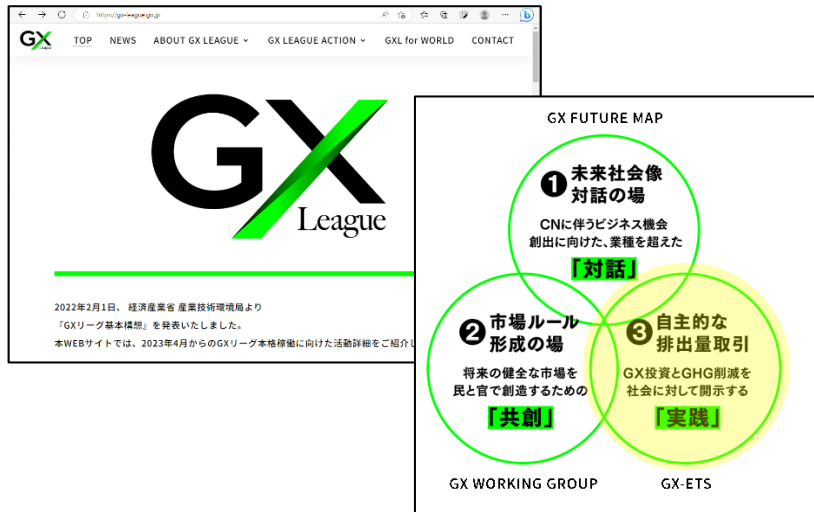 https://gx-league.go.jp
GX
League
TOP NEWS ABOUT GX LEAGUE GX LEAGUE ACTION GXL for WORLD CONTACT
GX
League
2022年2月1日、 経済産業省 産業技術環境局より
『GXリーグ基本構想』を発表いたしました。
本WEBサイトでは、2023年4月からのGXリーグ本格稼働に向けた活動詳細をご紹介し
GX FUTURE MAP
❶ 未来社会像
対話の場
CNに伴うビジネス機会
創出に向けた、業種を超えた
「対話」
❷ 市場ルール
形成の場
将来の健全な市場を
民と官で創造するための
「共創」
❸ 自主的な
排出量取引
GX投資とGHG削減を
社会に対して開示する
「実践」
GX WORKING GROUP
GX-ETS